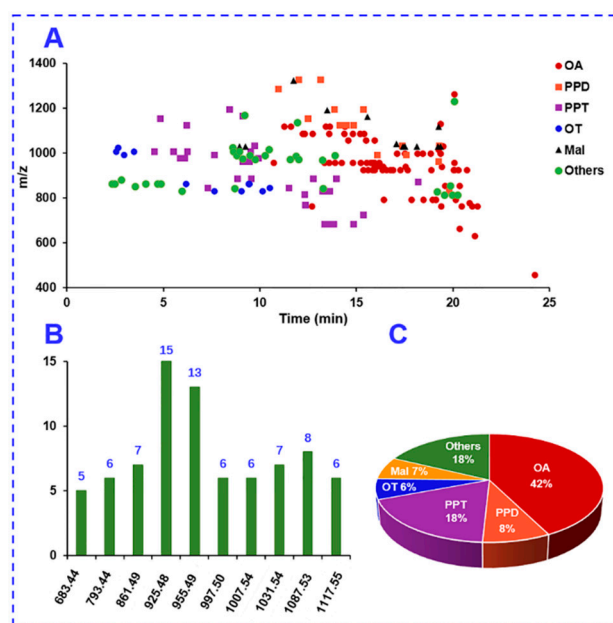 A
1400
1200
1000
800
600
400
m/z
0
5
10
15
20
25
Time (min)
OA
PPD
PPT
OT
Mal
Others
B
15
10
5
0
5
6
7
15
13
6
6
7
8
6
683.44
793.44
861.49
925.48
955.49
997.50
1007.54
1031.54
1087.53
1117.55
C
Others
18%
Mal 7%
OT 6%
PPT
18%
PPD
8%
OA
42%